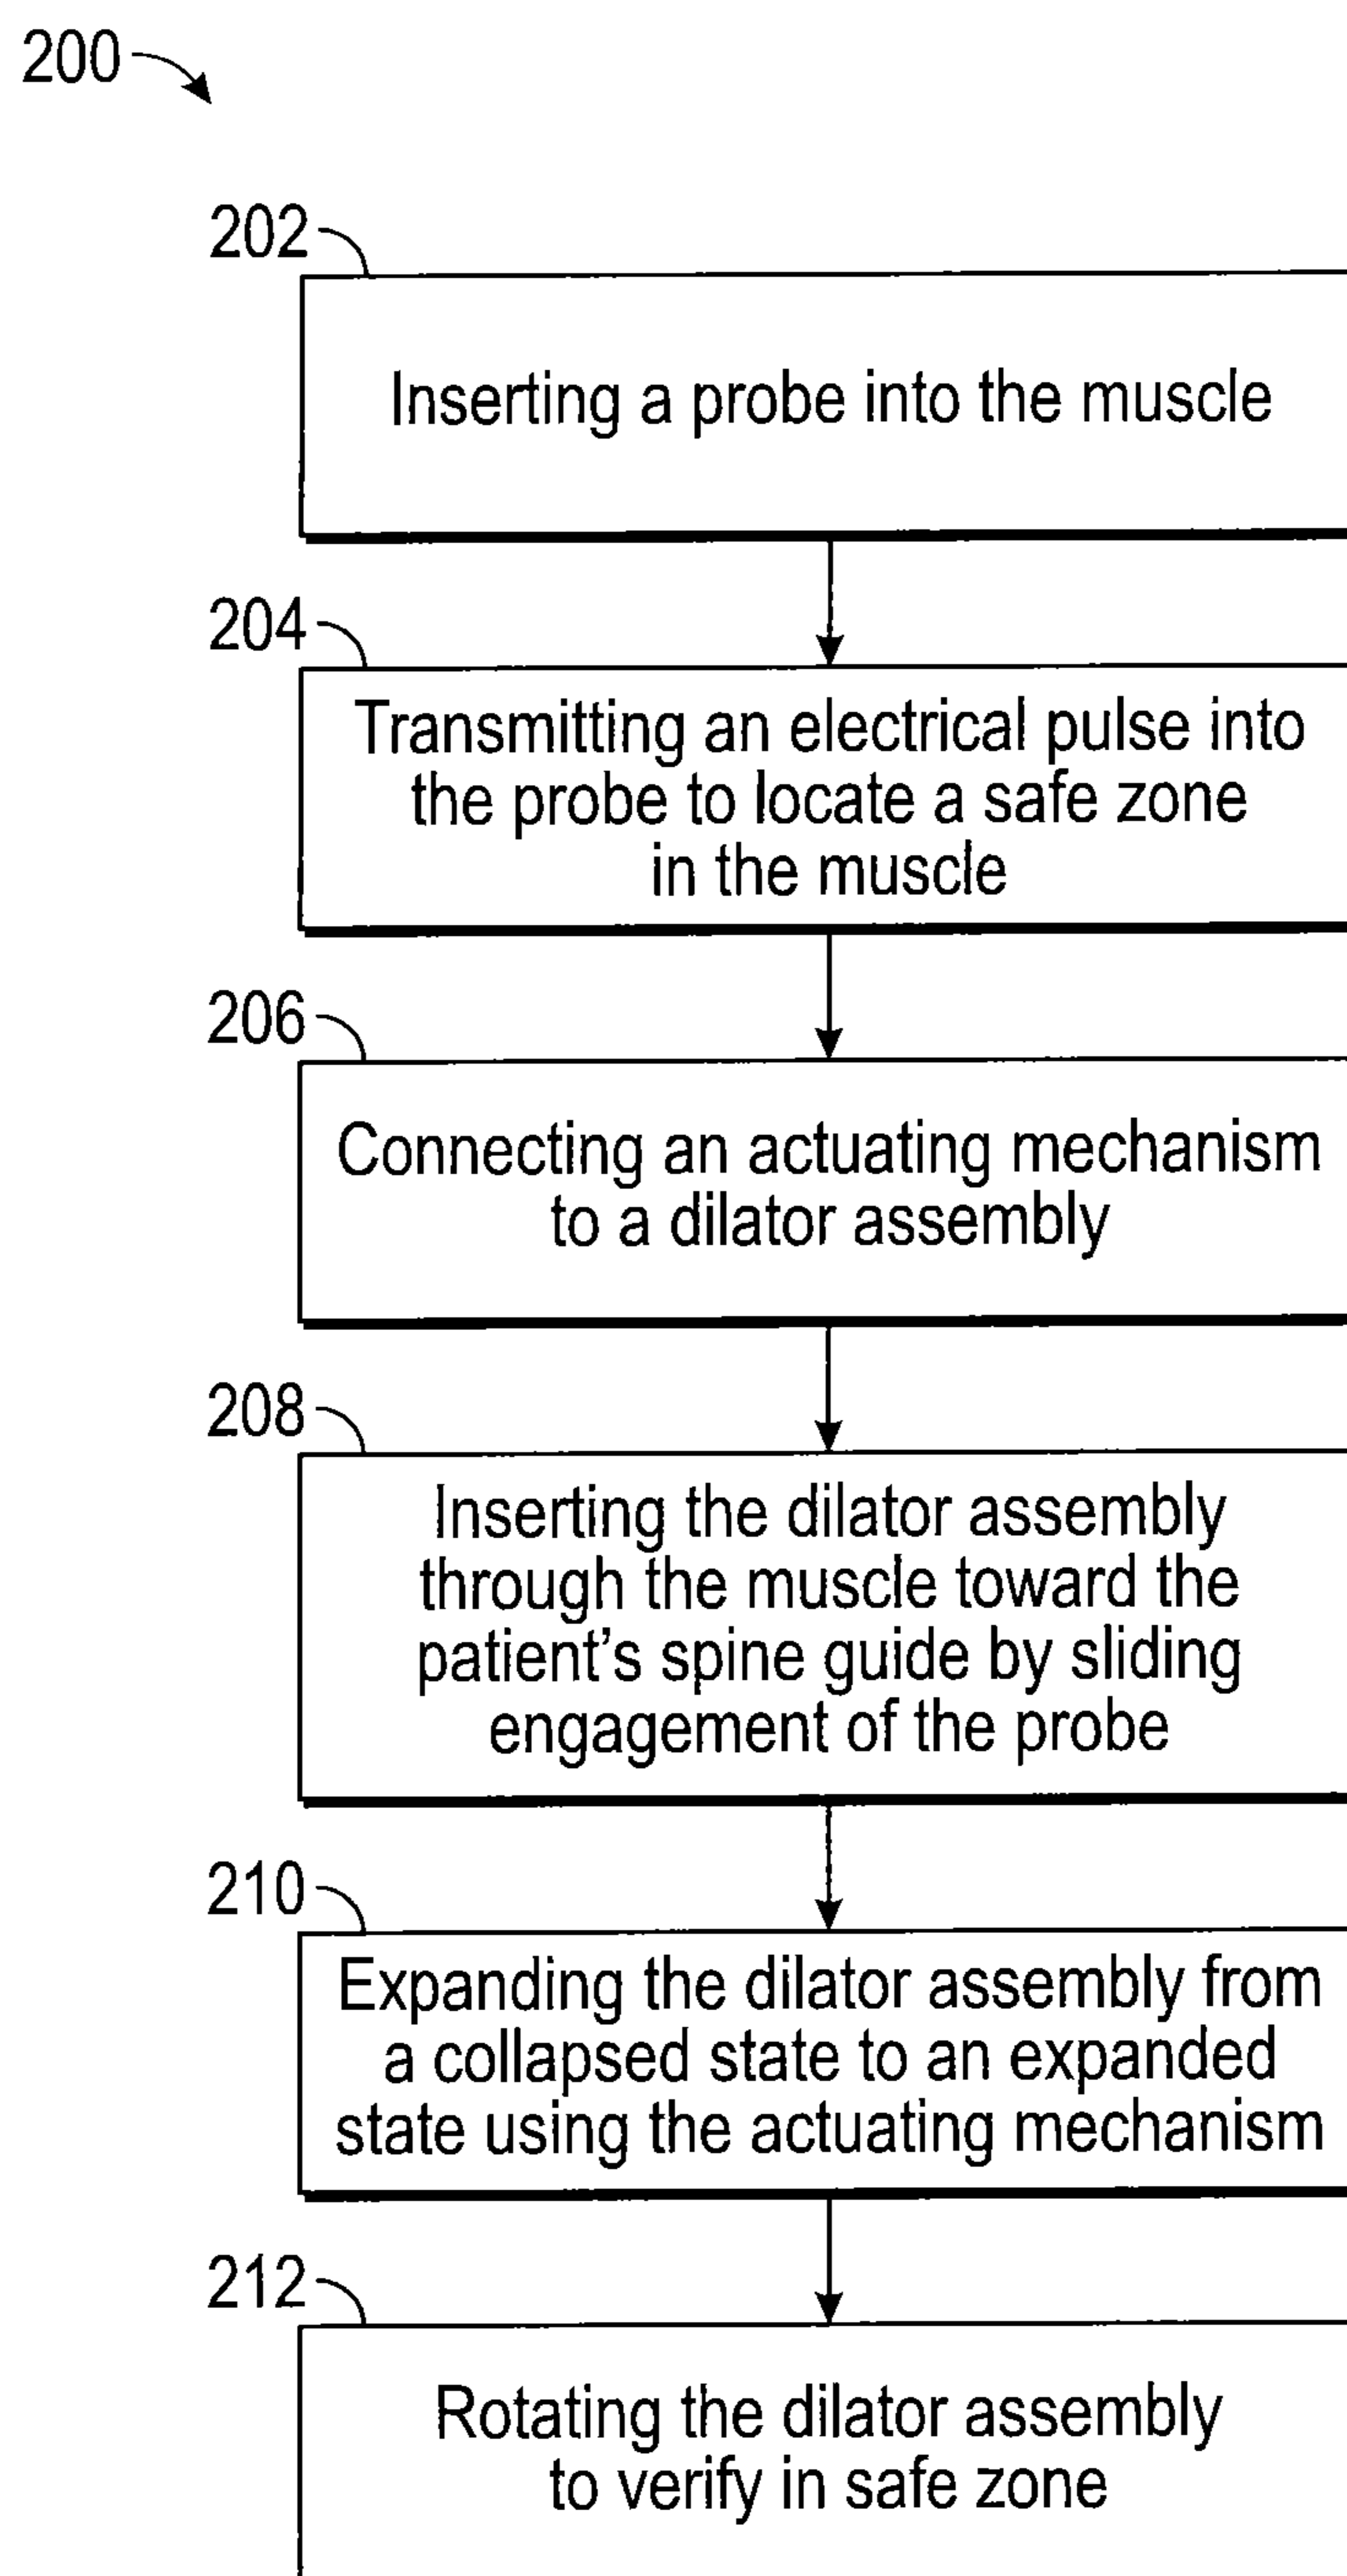 200
202
Inserting a probe into the muscle
204
Transmitting an electrical pulse into
the probe to locate a safe zone
in the muscle
206
Connecting an actuating mechanism
to a dilator assembly
208
Inserting the dilator assembly
through the muscle toward the
patient's spine guide by sliding
engagement of the probe
210
Expanding the dilator assembly from
a collapsed state to an expanded
state using the actuating mechanism
212
Rotating the dilator assembly
to verify in safe zone